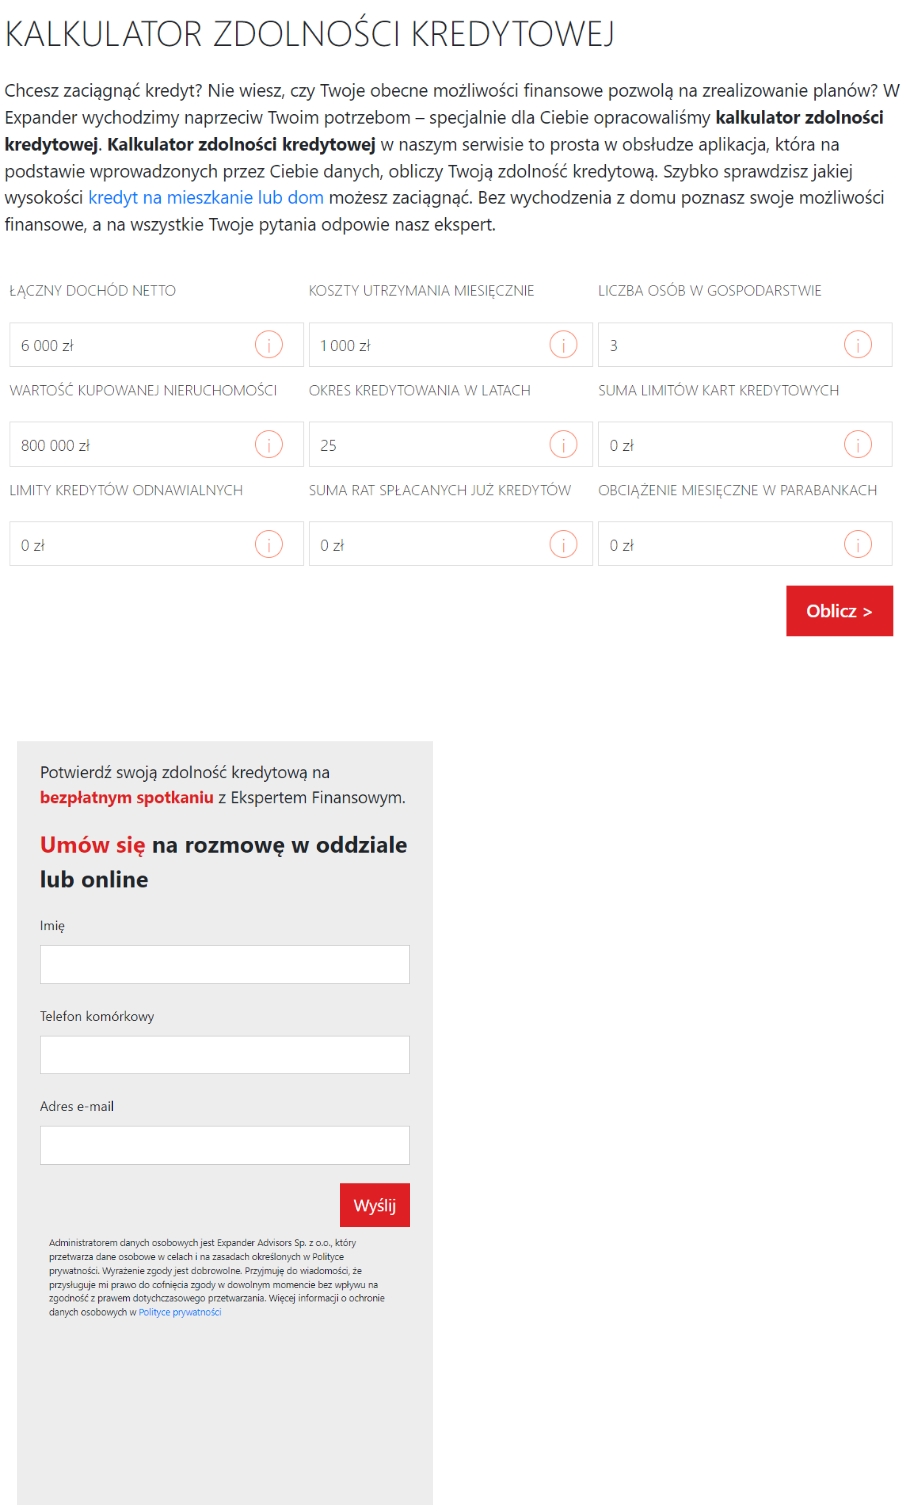 KALKULATOR ZDOLNOŚCI KREDYTOWEJ
Chcesz zaciągnąć kredyt? Nie wiesz, czy Twoje obecne możliwości finansowe pozwolą na zrealizowanie planów? W
Expander wychodzimy naprzeciw Twoim potrzebom – specjalnie dla Ciebie opracowaliśmy kalkulator zdolności
kredytowej. Kalkulator zdolności kredytowej w naszym serwisie to prosta w obsłudze aplikacja, która na
podstawie wprowadzonych przez Ciebie danych, obliczy Twoją zdolność kredytową. Szybko sprawdzisz jakiej
wysokości kredyt na mieszkanie lub dom możesz zaciągnąć. Bez wychodzenia z domu poznasz swoje możliwości
finansowe, a na wszystkie Twoje pytania odpowie nasz ekspert.
ŁĄCZNY DOCHÓD NETTO KOSZTY UTRZYMANIA MIESIĘCZNIE LICZBA OSÓB W GOSPODARSTWIE
6 000 zł i 1 000 zł i 3 i
WARTOŚĆ KUPOWANEJ NIERUCHOMOŚCI OKRES KREDYTOWANIA W LATACH SUMA LIMITÓW KART KREDYTOWYCH
800 000 zł i 25 i 0 zł i
LIMITY KREDYTÓW ODNAWIALNYCH SUMA RAT SPŁACANYCH JUŻ KREDYTÓW OBCIĄŻENIE MIESIĘCZNE W PARABANKACH
0 zł i 0 zł i 0 zł i
Oblicz >
Potwierdź swoją zdolność kredytową na
bezpłatnym spotkaniu z Ekspertem Finansowym.
Umów się na rozmowę w oddziale
lub online
Imię
Telefon komórkowy
Adres e-mail
Wyślij
Administratorem danych osobowych jest Expander Advisors Sp. z o.o., który
przetwarza dane osobowe w celach i na zasadach określonych w Polityce
prywatności. Wyrażenie zgody jest dobrowolne. Przyjmuję do wiadomości, że
przysługuje mi prawo do cofnięcia zgody w dowolnym momencie bez wpływu na
zgodność z prawem dotychczasowego przetwarzania. Więcej informacji o ochronie
danych osobowych w Polityce prywatności